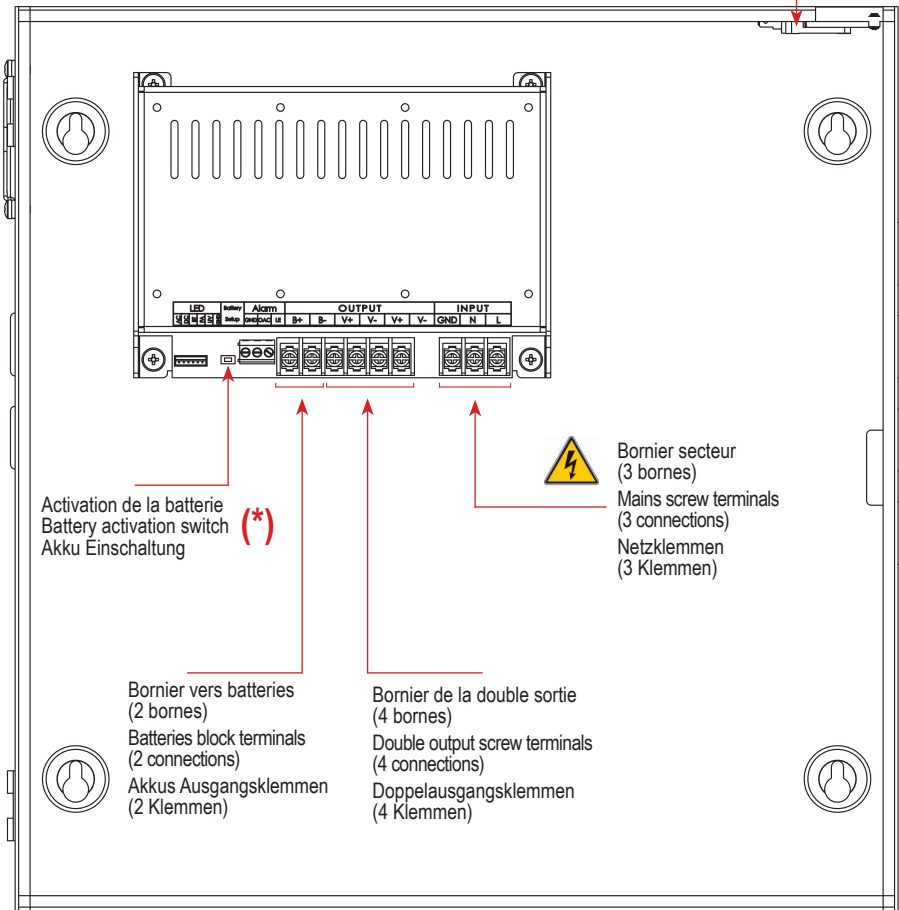 LED Battery Alarm OUTPUT INPUT
Setup GND DAC LE B+ B- V+ V- V+ V- GND N L
Activation de la batterie
Battery activation switch
Akku Einschaltung
(*)
Bornier secteur
(3 bornes)
Mains screw terminals
(3 connections)
Netzklemmen
(3 Klemmen)
Bornier vers batteries
(2 bornes)
Batteries block terminals
(2 connections)
Akkus Ausgangsklemmen
(2 Klemmen)
Bornier de la double sortie
(4 bornes)
Double output screw terminals
(4 connections)
Doppelausgangsklemmen
(4 Klemmen)